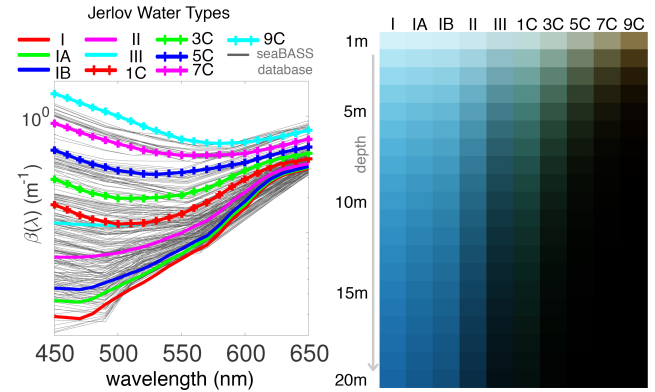 Jerlov Water Types
I II 3C 9C
IA III 5C seaBASS
IB 1C 7C database
10⁰
β(λ) (m⁻¹)
450 500 550 600 650
wavelength (nm)
I IA IB II III 1C 3C 5C 7C 9C
1m
5m
depth
10m
15m
20m